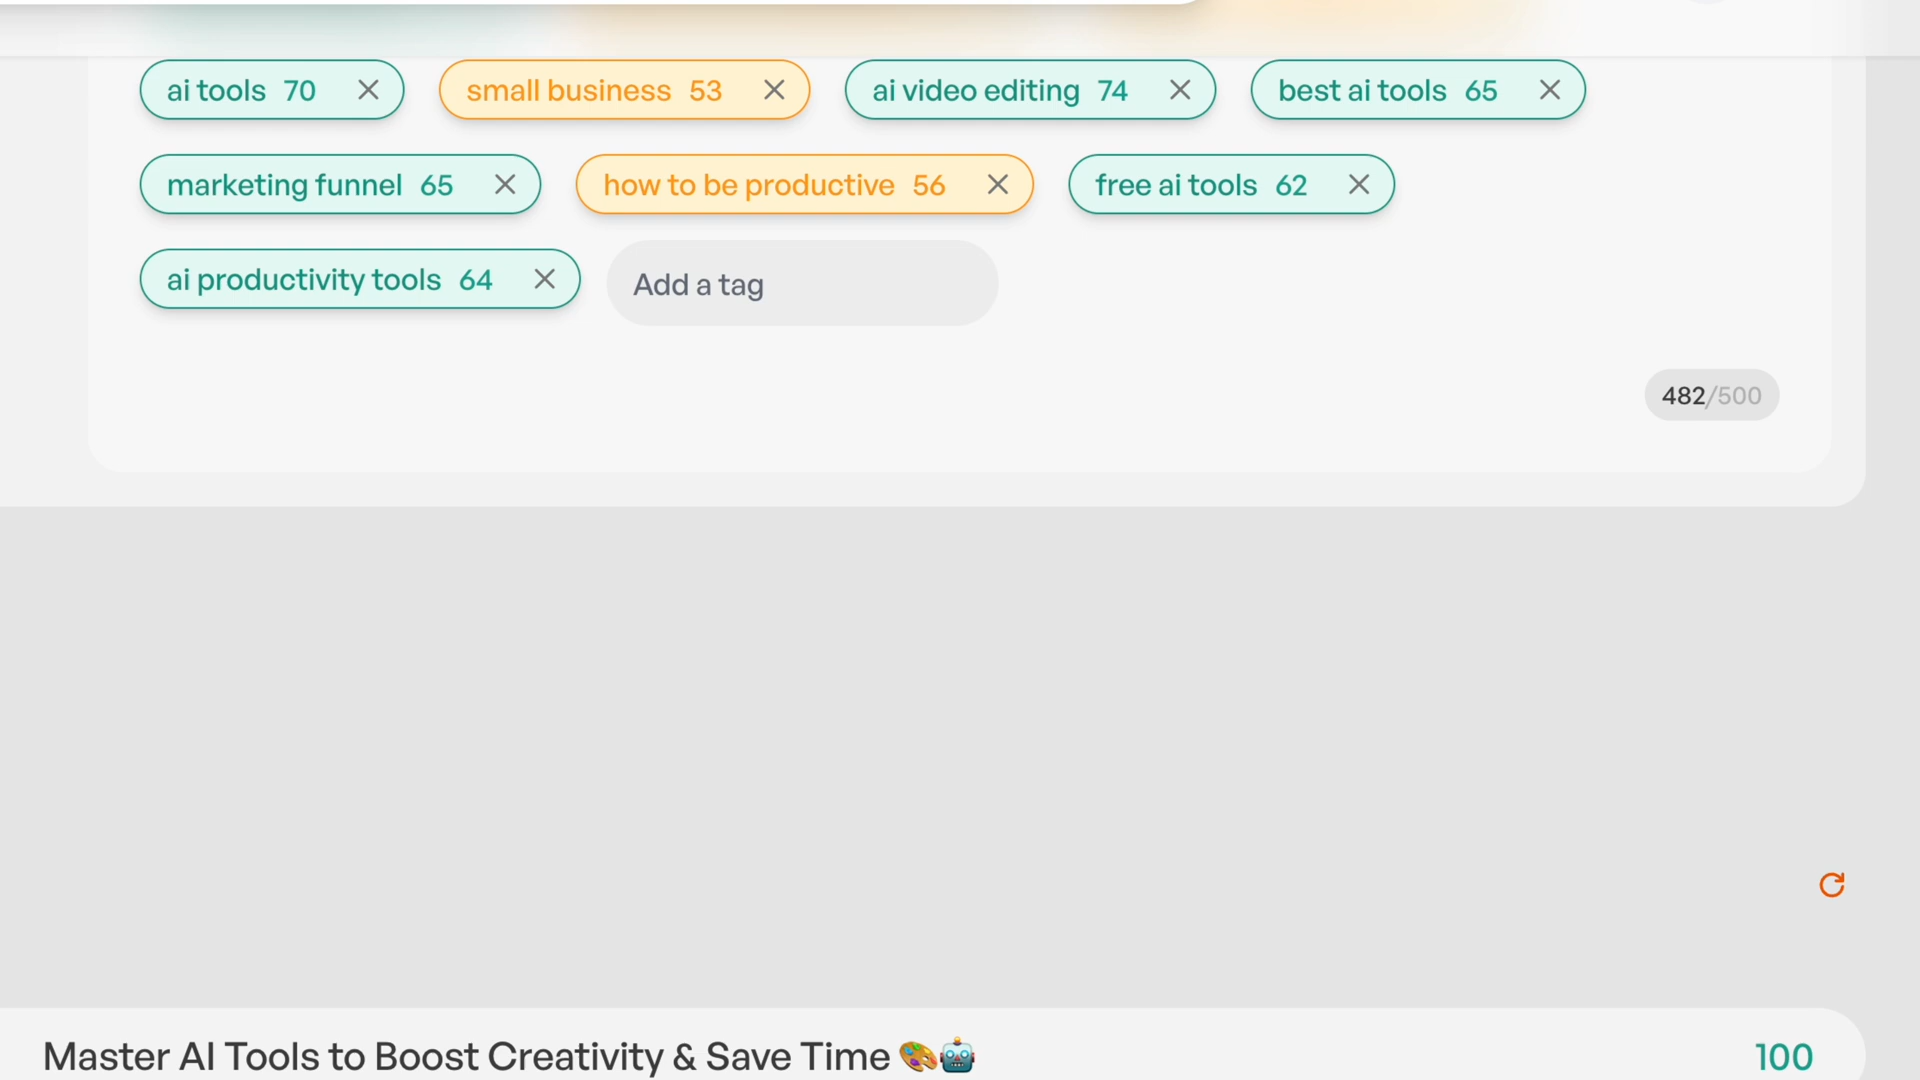 ai tools 70
small business 53
ai video editing 74
best ai tools 65
marketing funnel 65
how to be productive 56
free ai tools 62
ai productivity tools 64
Add a tag
482/500
Master AI Tools to Boost Creativity & Save Time 🎨🤖
100